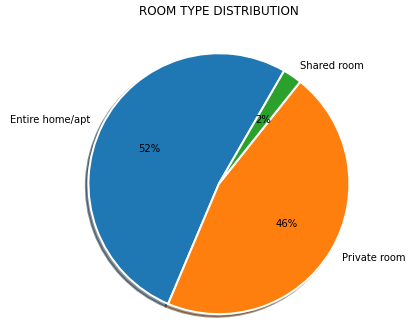 ROOM TYPE DISTRIBUTION
Shared room
Entire home/apt
2%
52%
46%
Private room